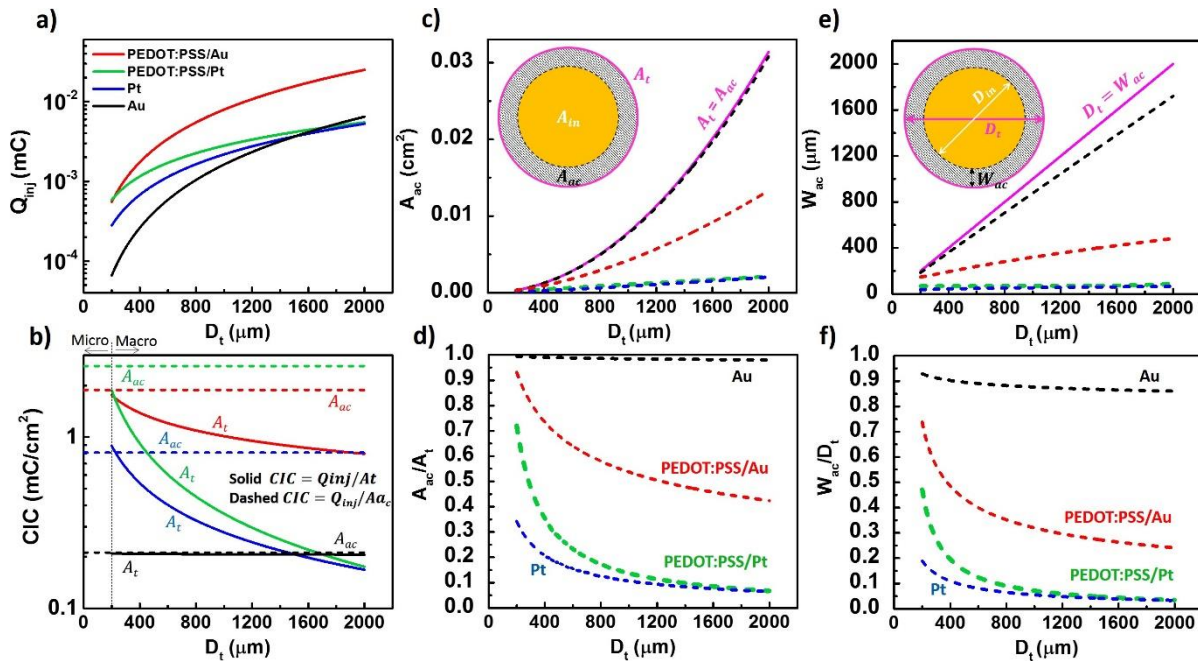 a)
PEDOT:PSS/Au
PEDOT:PSS/Pt
Pt
Au
10⁻²
10⁻³
10⁻⁴
Q_inj (mC)
0 400 800 1200 1600 2000
D_t (μm)
b)
Micro Macro
A_ac
A_ac
A_t
A_ac
A_t
Solid CIC = Qinj/At
Dashed CIC = Q_inj/Aa_c
A_t
A_ac
A_t
1
0.1
CIC (mC/cm²)
0 400 800 1200 1600 2000
D_t (μm)
c)
A_t
A_in
A_ac
A_t = A_ac
0.03
0.02
0.01
0.00
A_ac (cm²)
0 400 800 1200 1600 2000
D_t (μm)
d)
1.0
0.9
0.8
0.7
0.6
0.5
0.4
0.3
0.2
0.1
0.0
A_ac/A_t
Au
PEDOT:PSS/Au
PEDOT:PSS/Pt
Pt
0 400 800 1200 1600 2000
D_t (μm)
e)
D_in
D_t
W_ac
D_t = W_ac
2000
1600
1200
800
400
0
W_ac (μm)
0 400 800 1200 1600 2000
D_t (μm)
f)
1.0
0.9
0.8
0.7
0.6
0.5
0.4
0.3
0.2
0.1
0.0
W_ac/D_t
Au
PEDOT:PSS/Au
PEDOT:PSS/Pt
Pt
0 400 800 1200 1600 2000
D_t (μm)